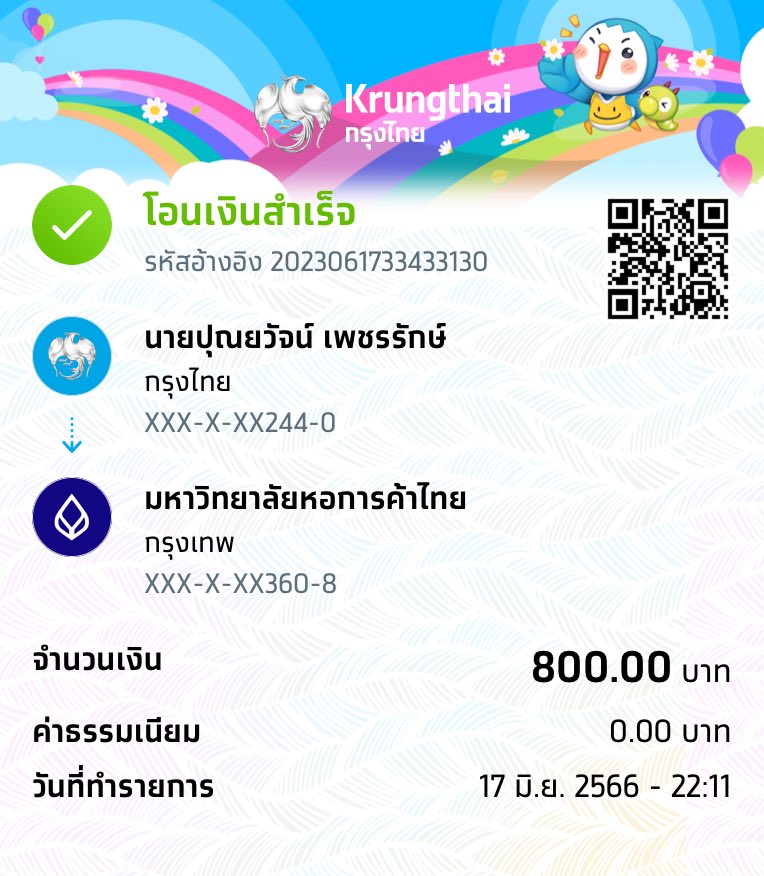 Krungthai
กรุงไทย
โอนเงินสำเร็จ
รหัสอ้างอิง 2023061733433130
นายปุณยวัจน์ เพชรรักษ์
กรุงไทย
XXX-X-XX244-0
มหาวิทยาลัยหอการค้าไทย
กรุงเทพ
XXX-X-XX360-8
จำนวนเงิน 800.00 บาท
ค่าธรรมเนียม 0.00 บาท
วันที่ทำรายการ 17 มิ.ย. 2566 - 22:11